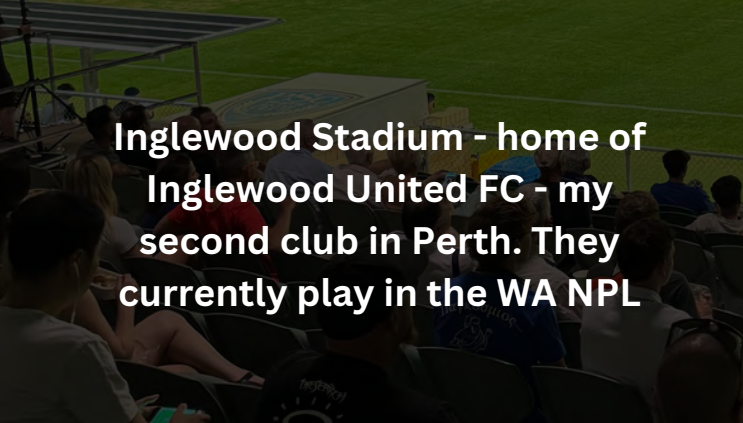 Inglewood Stadium - home of
Inglewood United FC - my
second club in Perth. They
currently play in the WA NPL